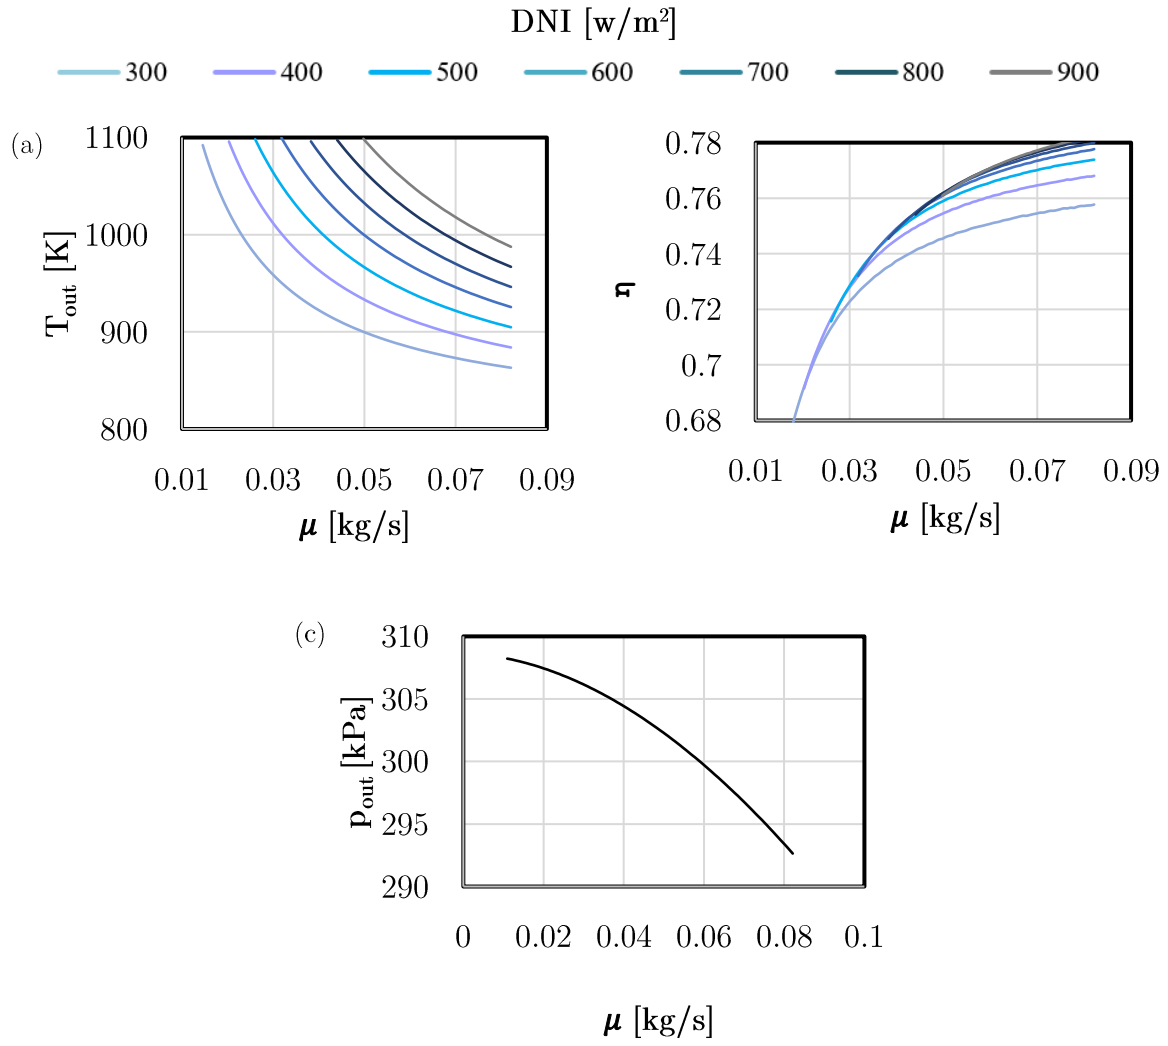 DNI [w/m²]
300 400 500 600 700 800 900
(a)
1100
1000
900
800
T_out [K]
0.01 0.03 0.05 0.07 0.09
μ [kg/s]
0.78
0.76
0.74
0.72
0.7
0.68
η
0.01 0.03 0.05 0.07 0.09
μ [kg/s]
(c)
310
305
300
295
290
p_out [kPa]
0 0.02 0.04 0.06 0.08 0.1
μ [kg/s]